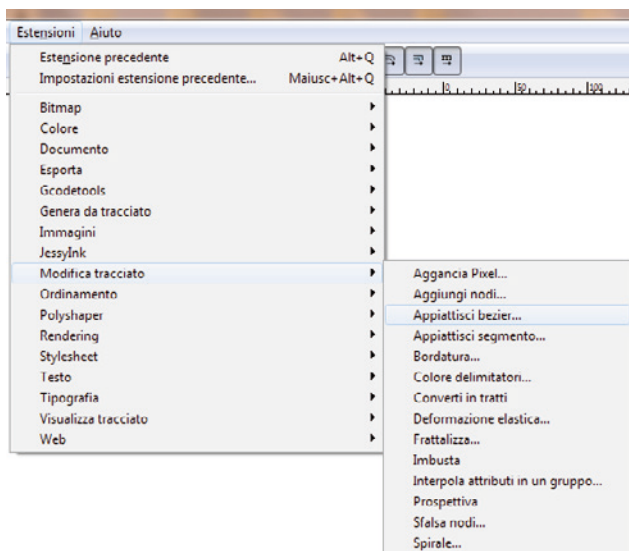 Estensioni Aiuto
Estensione precedente Alt+Q
Impostazioni estensione precedente... Maiusc+Alt+Q
0 50 100
Bitmap
Colore
Documento
Esporta
Gcodetools
Genera da tracciato
Immagini
JessyInk
Modifica tracciato
Ordinamento
Polyshaper
Rendering
Stylesheet
Testo
Tipografia
Visualizza tracciato
Web
Aggancia Pixel...
Aggiungi nodi...
Appiattisci bezier...
Appiattisci segmento...
Bordatura...
Colore delimitatori...
Converti in tratti
Deformazione elastica...
Frattalizza...
Imbusta
Interpola attributi in un gruppo...
Prospettiva
Sfalsa nodi...
Spirale...